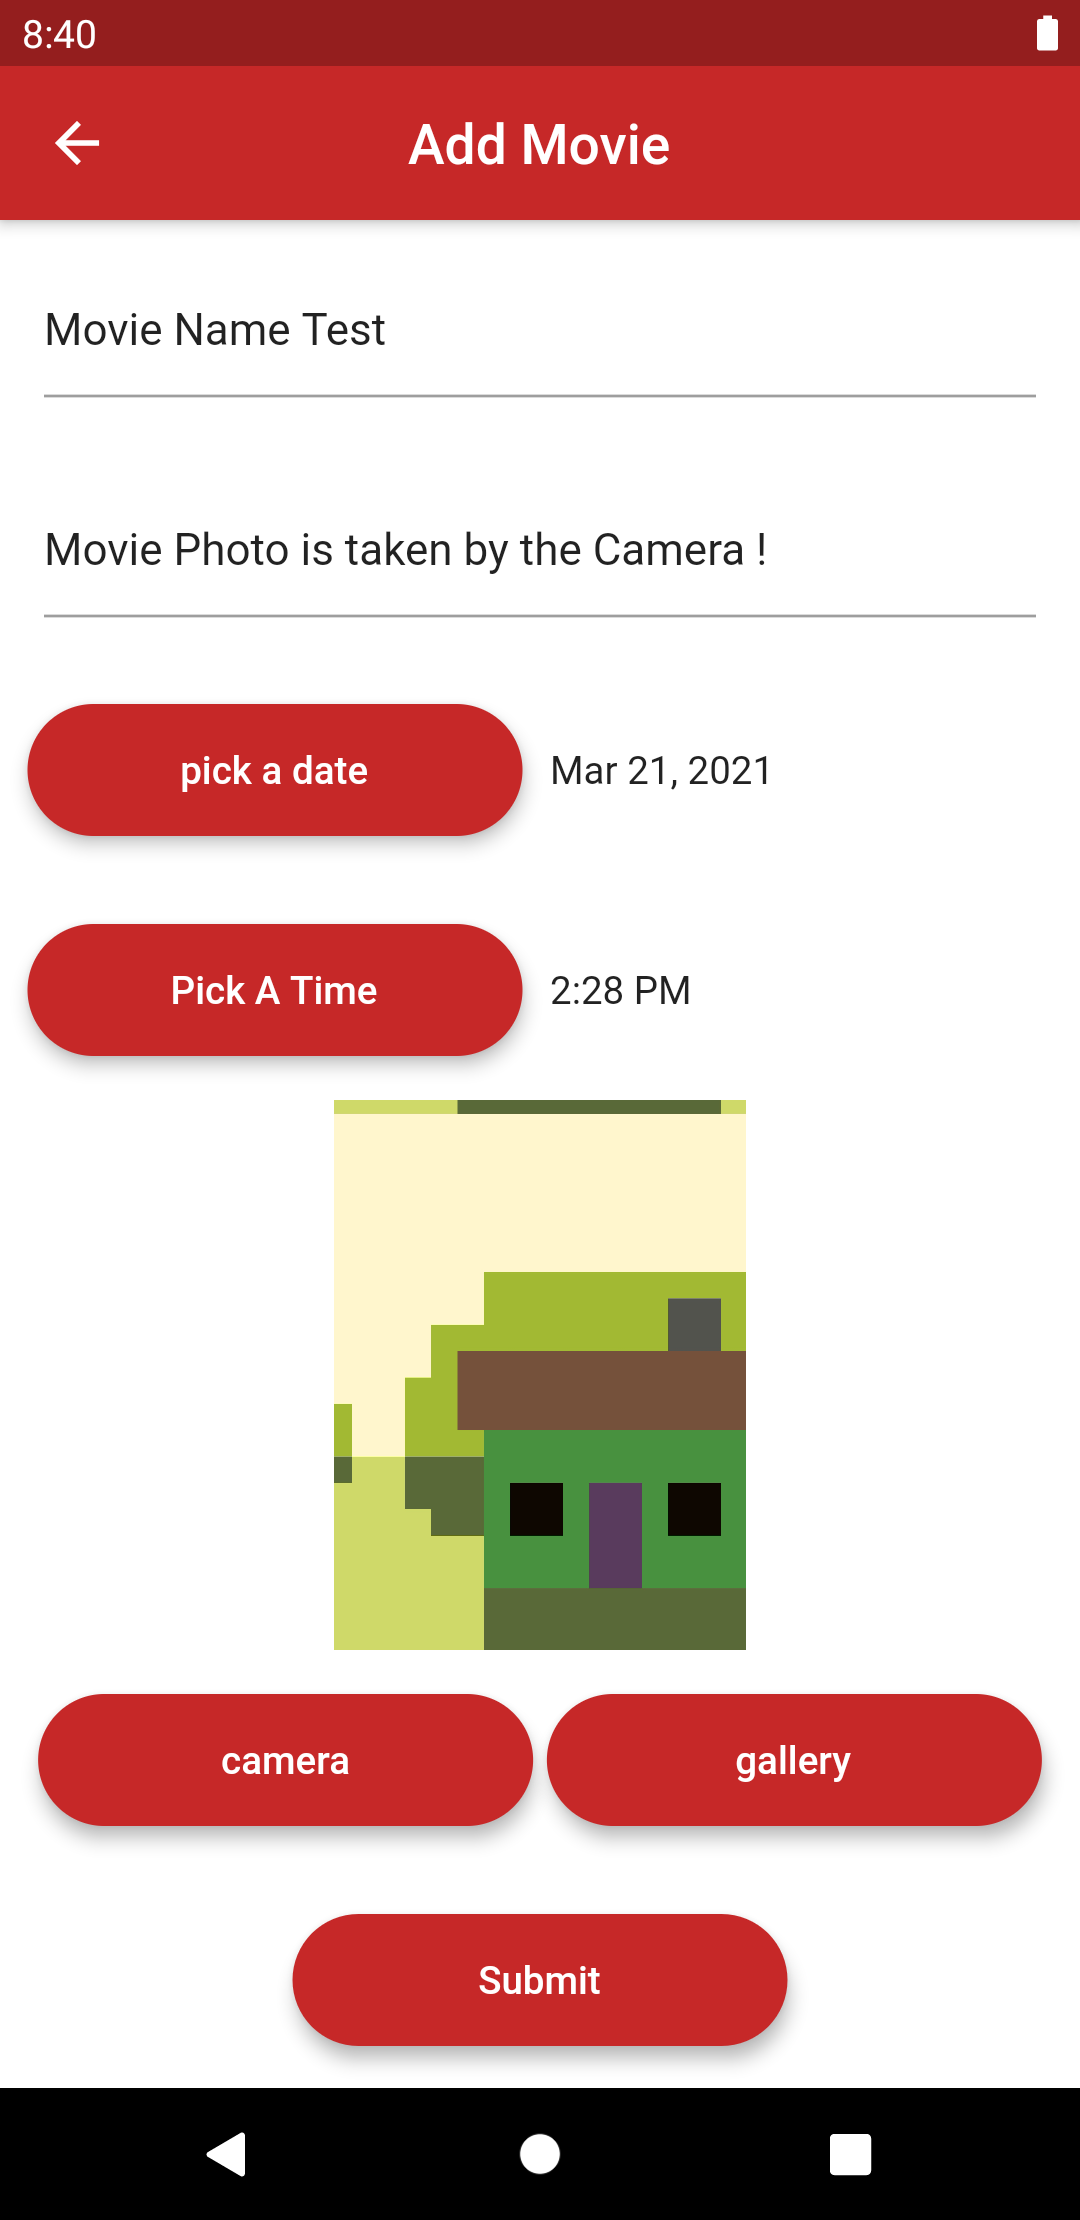 8:40
Add Movie
Movie Name Test
Movie Photo is taken by the Camera !
pick a date
Mar 21, 2021
Pick A Time
2:28 PM
camera
gallery
Submit